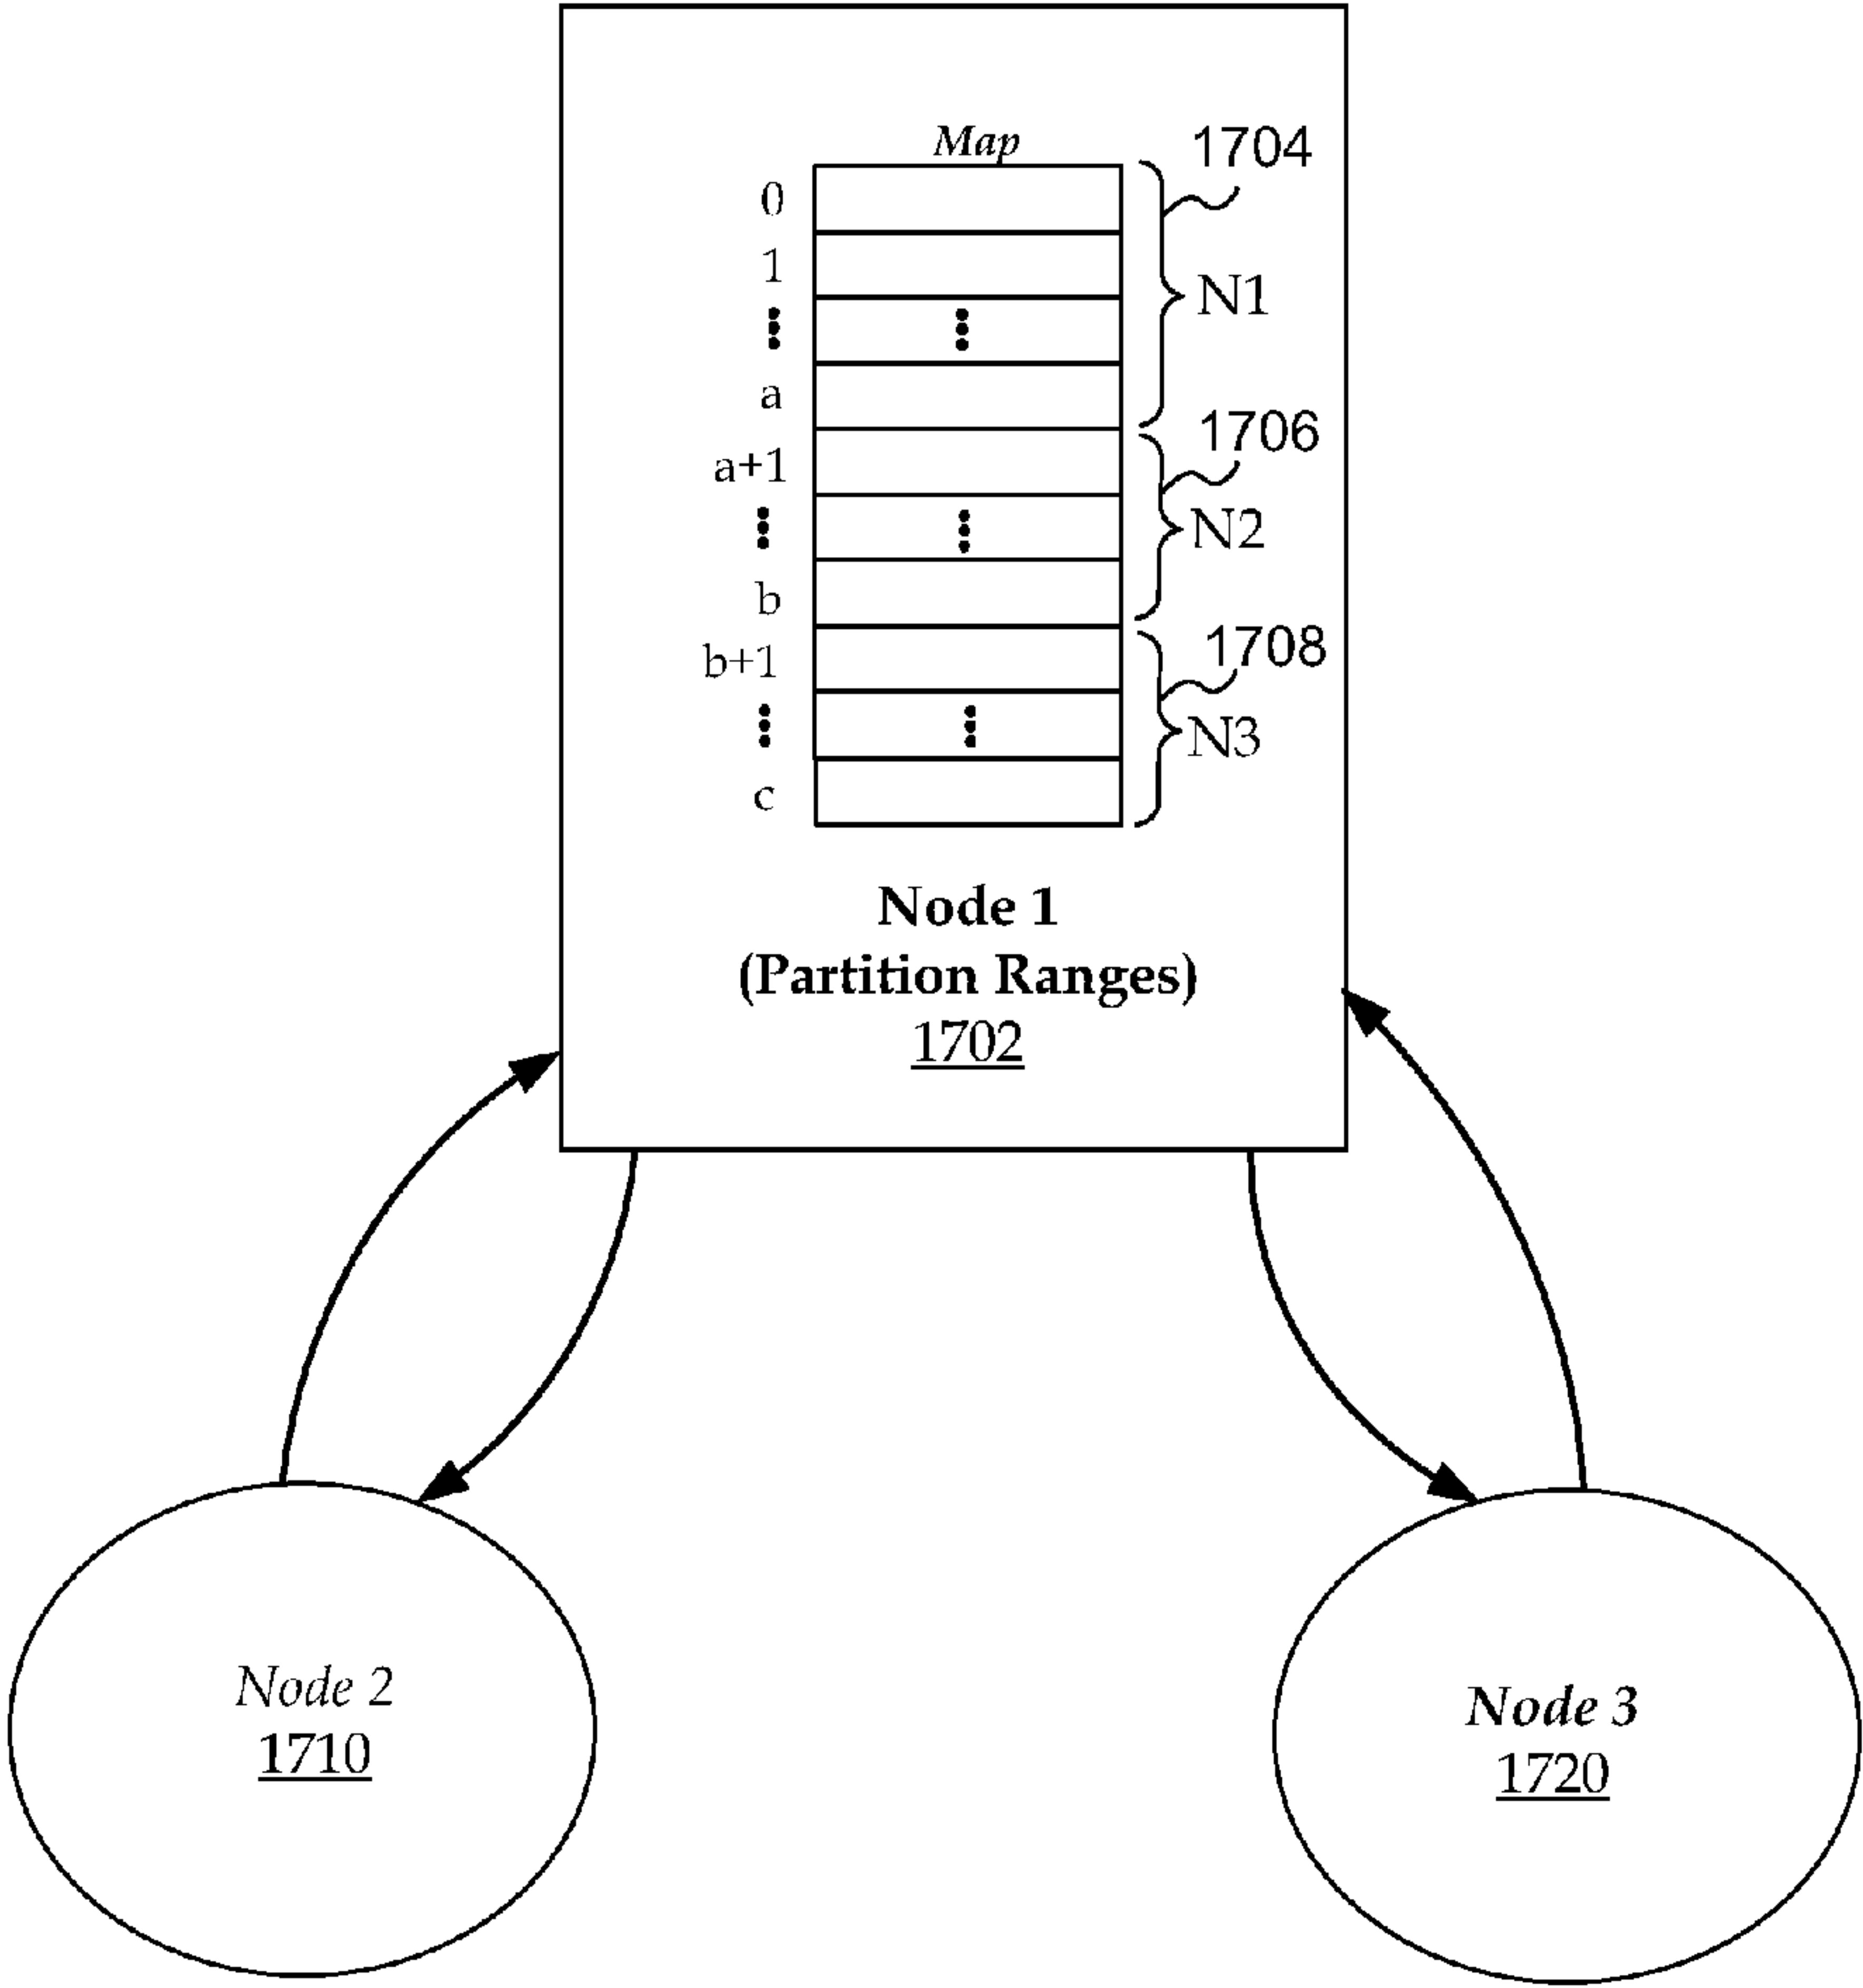 Map
1704
0
1
N1
a
1706
a+1
N2
b
1708
b+1
N3
c
Node 1
(Partition Ranges)
1702
Node 2
1710
Node 3
1720